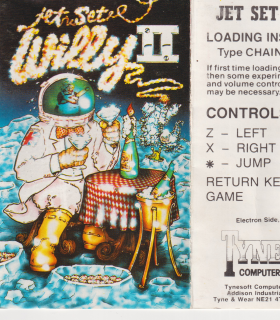 Jet Set
Willy II
JET SET
LOADING INS
Type CHAIN
If first time loading
then some experim
and volume contro
may be necessary.
CONTROL
Z – LEFT
X – RIGHT
* – JUMP
RETURN KE
GAME
Electron Side.
TYNE
COMPUTER
Tynesoft Compute
Addison Industria
Tyne & Wear NE21 4